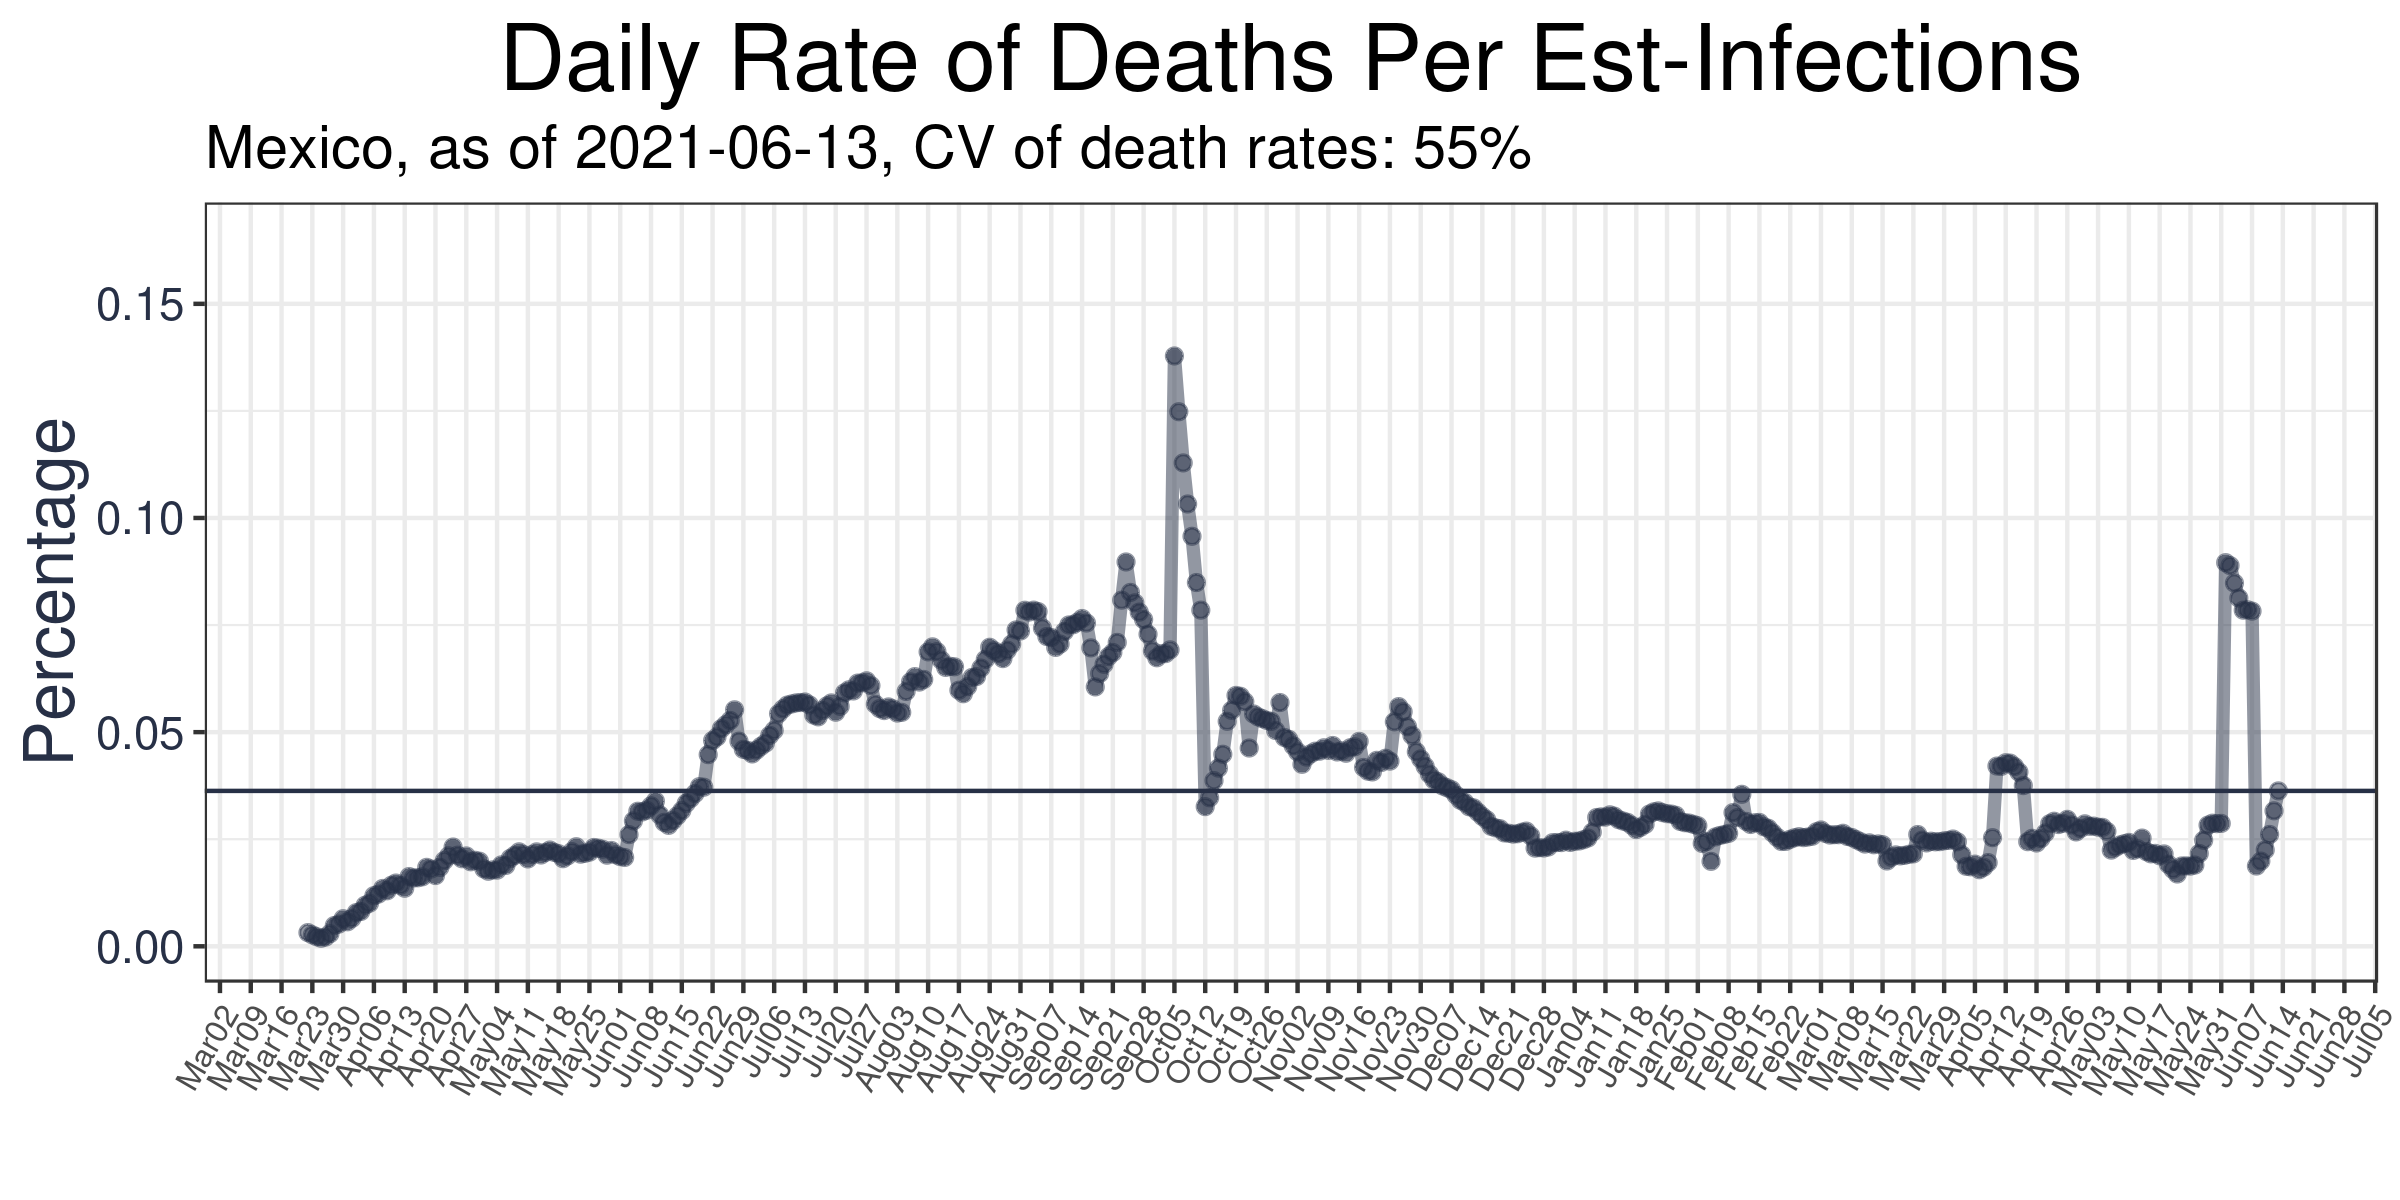 Daily Rate of Deaths Per Est-Infections
Mexico, as of 2021-06-13, CV of death rates: 55%
Percentage
0.15
0.10
0.05
0.00
Mar02
Mar09
Mar16
Mar23
Mar30
Apr06
Apr13
Apr20
Apr27
May04
May11
May18
May25
Jun01
Jun08
Jun15
Jun22
Jun29
Jul06
Jul13
Jul20
Jul27
Aug03
Aug10
Aug17
Aug24
Aug31
Sep07
Sep14
Sep21
Sep28
Oct05
Oct12
Oct19
Oct26
Nov02
Nov09
Nov16
Nov23
Nov30
Dec07
Dec14
Dec21
Dec28
Jan04
Jan11
Jan18
Jan25
Feb01
Feb08
Feb15
Feb22
Mar01
Mar08
Mar15
Mar22
Mar29
Apr05
Apr12
Apr19
Apr26
May03
May10
May17
May24
May31
Jun07
Jun14
Jun21
Jun28
Jul05